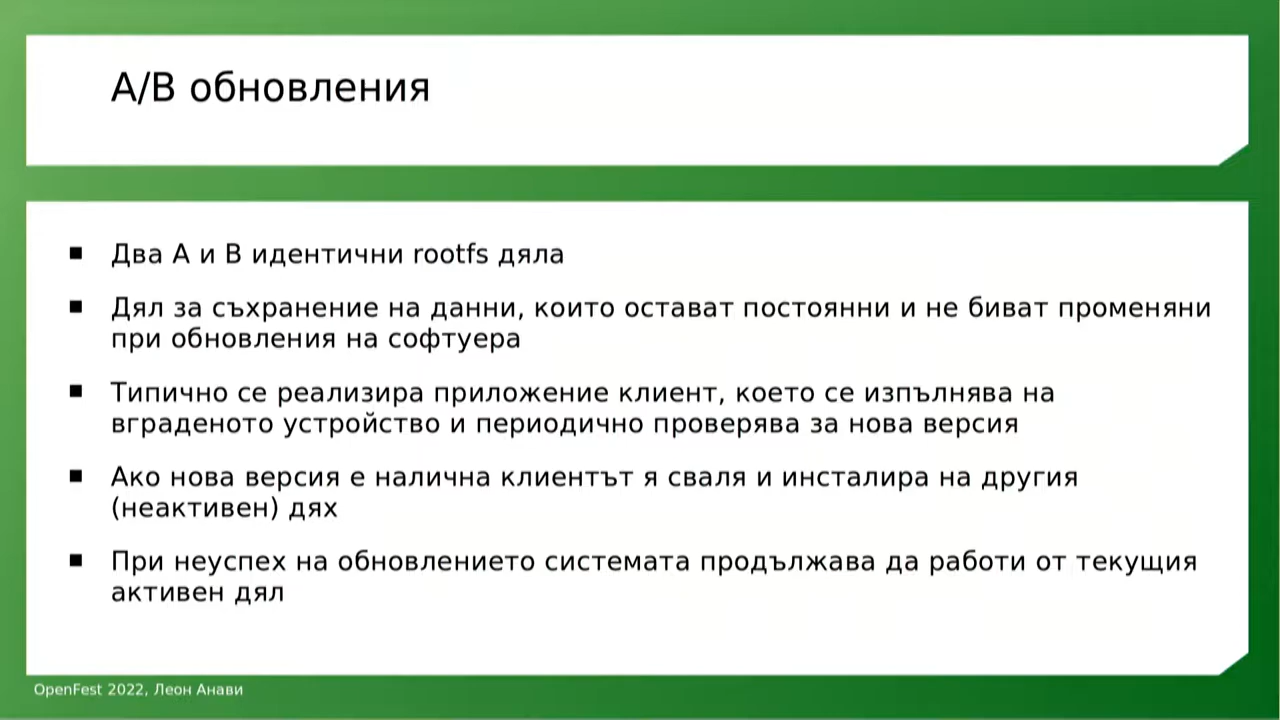 A/B обновления
Два A и B идентични rootfs дяла
Дял за съхранение на данни, които остават постоянни и не биват променяни
при обновления на софтуера
Типично се реализира приложение клиент, което се изпълнява на
вграденото устройство и периодично проверява за нова версия
Ако нова версия е налична клиентът я сваля и инсталира на другия
(неактивен) дях
При неуспех на обновлението системата продължава да работи от текущия
активен дял
OpenFest 2022, Леон Анави